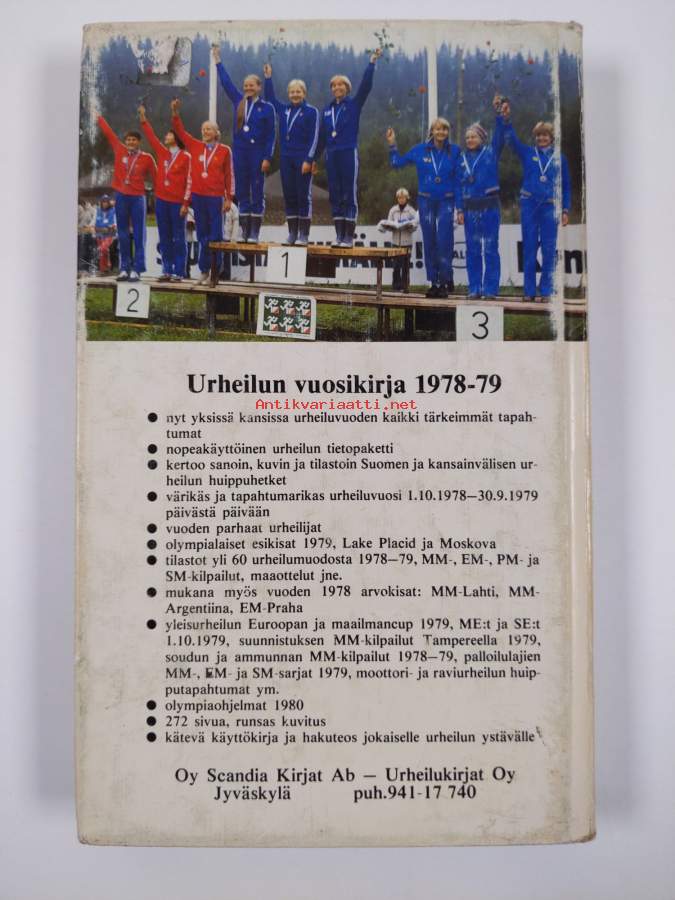 1
2
3
Urheilun vuosikirja 1978-79
Antikvariaatti.net
● nyt yksissä kansissa urheiluvuoden kaikki tärkeimmät tapah-
tumat
● nopeakäyttöinen urheilun tietopaketti
● kertoo sanoin, kuvin ja tilastoin Suomen ja kansainvälisen ur-
heilun huippuhetket
● värikäs ja tapahtumarikas urheiluvuosi 1.10.1978—30.9.1979
päivästä päivään
● vuoden parhaat urheilijat
● olympialaiset esikisat 1979, Lake Placid ja Moskova
● tilastot yli 60 urheilumuodosta 1978—79, MM-, EM-, PM- ja
SM-kilpailut, maaottelut jne.
● mukana myös vuoden 1978 arvokisat: MM-Lahti, MM-
Argentiina, EM-Praha
● yleisurheilun Euroopan ja maailmancup 1979, ME:t ja SE:t
1.10.1979, suunnistuksen MM-kilpailut Tampereella 1979,
soudun ja ammunnan MM-kilpailut 1978—79, palloilulajien
MM-, EM- ja SM-sarjat 1979, moottori- ja raviurheilun huip-
putapahtumat ym.
● olympiaohjelmat 1980
● 272 sivua, runsas kuvitus
● kätevä käyttökirja ja hakuteos jokaiselle urheilun ystävälle
Oy Scandia Kirjat Ab — Urheilukirjat Oy
Jyväskylä puh.941-17 740